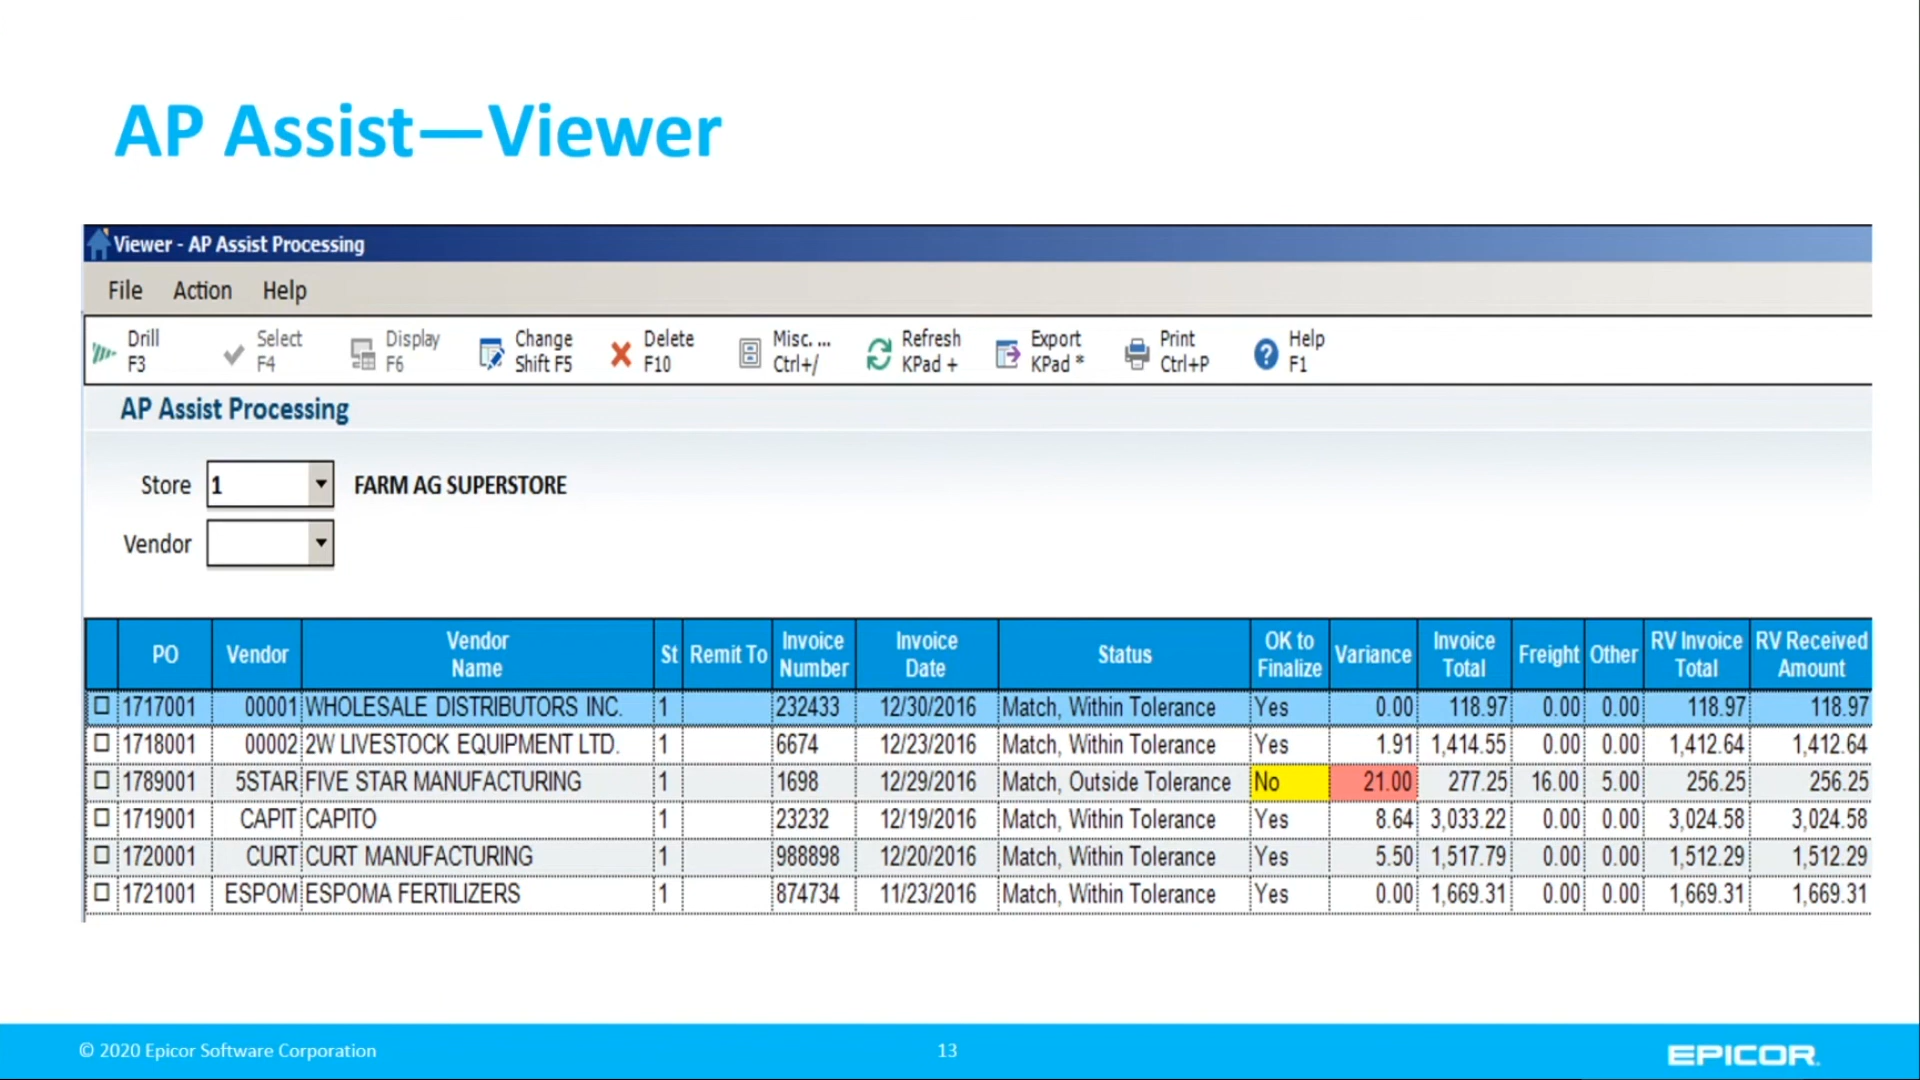 AP Assist—Viewer
Viewer - AP Assist Processing
File Action Help
Drill F3 Select F4 Display F6 Change Shift F5 Delete F10 Misc. ... Ctrl+/ Refresh KPad + Export KPad * Print Ctrl+P Help F1
AP Assist Processing
Store 1 FARM AG SUPERSTORE
Vendor
PO Vendor Vendor Name St Remit To Invoice Number Invoice Date Status OK to Finalize Variance Invoice Total Freight Other RV Invoice Total RV Received Amount
1717001 00001 WHOLESALE DISTRIBUTORS INC. 1 232433 12/30/2016 Match, Within Tolerance Yes 0.00 118.97 0.00 0.00 118.97 118.97
1718001 00002 2W LIVESTOCK EQUIPMENT LTD. 1 6674 12/23/2016 Match, Within Tolerance Yes 1.91 1,414.55 0.00 0.00 1,412.64 1,412.64
1789001 5STAR FIVE STAR MANUFACTURING 1 1698 12/29/2016 Match, Outside Tolerance No 21.00 277.25 16.00 5.00 256.25 256.25
1719001 CAPIT CAPITO 1 23232 12/19/2016 Match, Within Tolerance Yes 8.64 3,033.22 0.00 0.00 3,024.58 3,024.58
1720001 CURT CURT MANUFACTURING 1 988898 12/20/2016 Match, Within Tolerance Yes 5.50 1,517.79 0.00 0.00 1,512.29 1,512.29
1721001 ESPOM ESPOMA FERTILIZERS 1 874734 11/23/2016 Match, Within Tolerance Yes 0.00 1,669.31 0.00 0.00 1,669.31 1,669.31
© 2020 Epicor Software Corporation 13 EPICOR